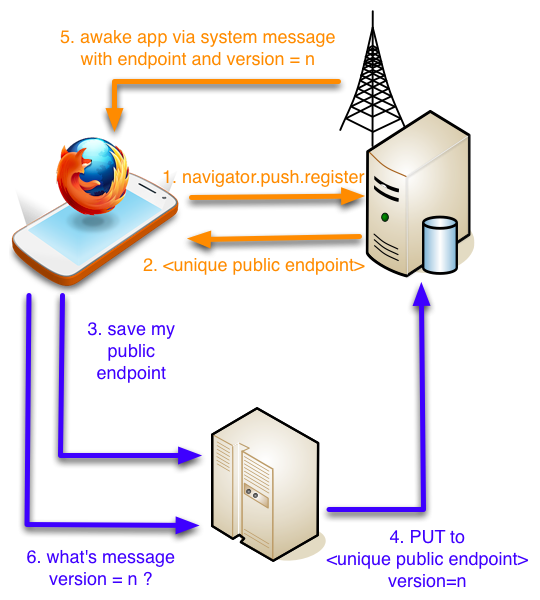 5. awake app via system message
with endpoint and version = n
1. navigator.push.register
2. <unique public endpoint>
3. save my
public
endpoint
4. PUT to
<unique public endpoint>
version=n
6. what's message
version = n ?